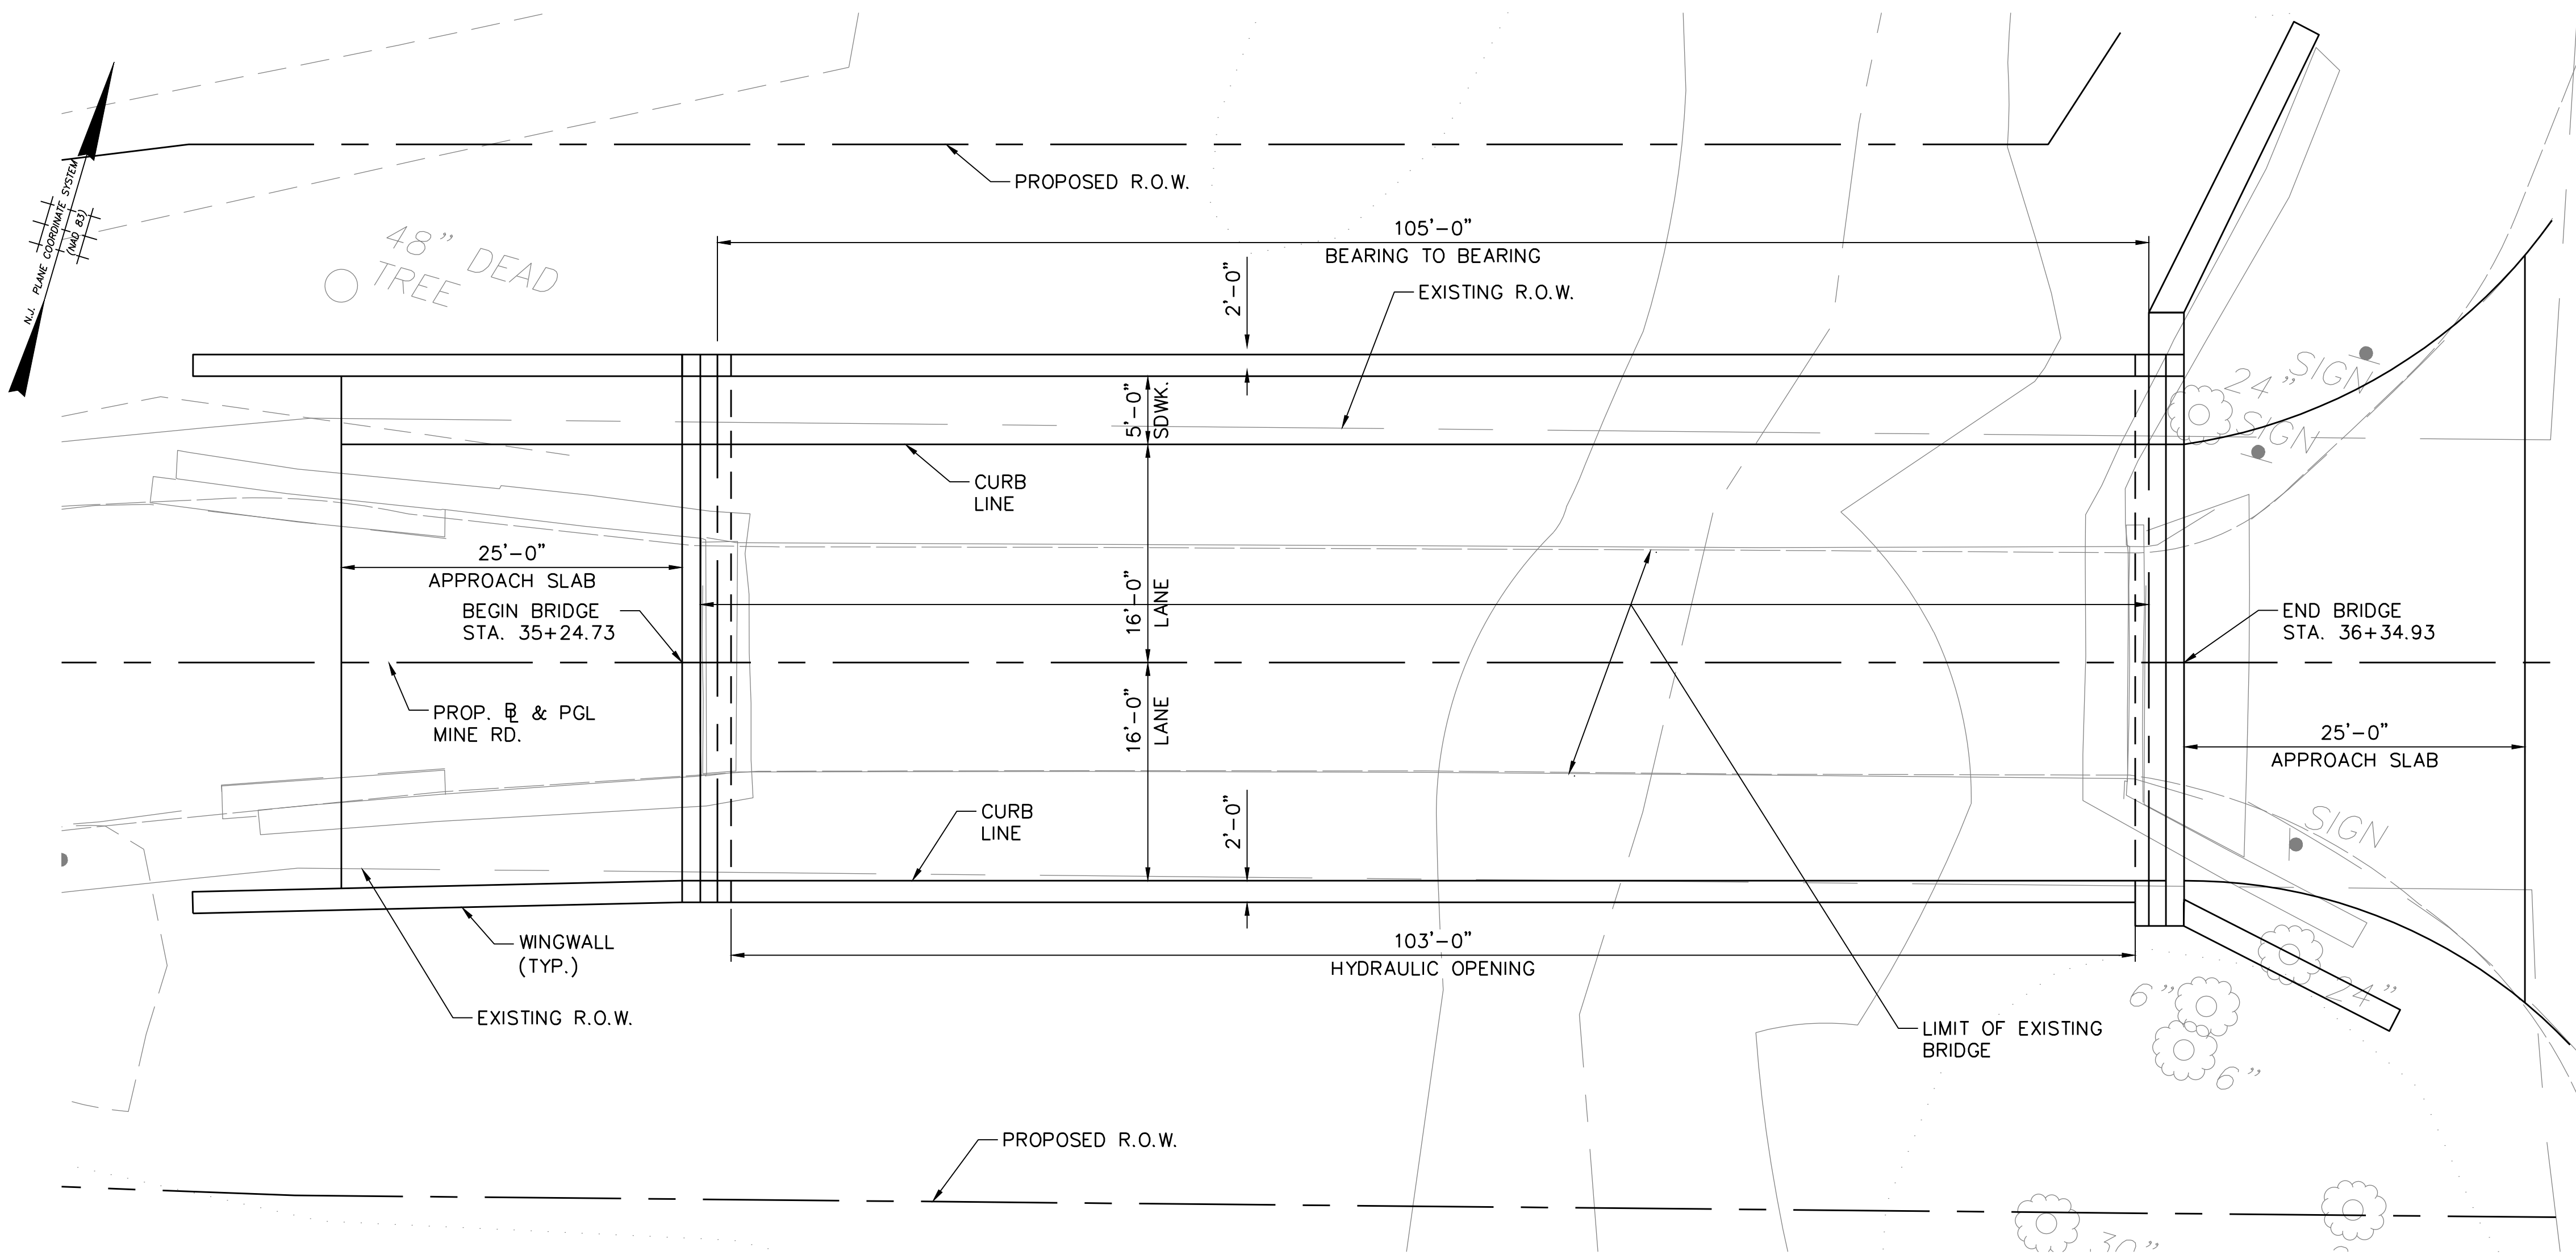 N.J. PLANE COORDINATE SYSTEM
(NAD 83)
PROPOSED R.O.W.
48” DEAD
TREE
105’-0”
BEARING TO BEARING
2’-0”
EXISTING R.O.W.
5’-0”
SDWK.
SIGN
24”
SIGN
CURB
LINE
25’-0”
APPROACH SLAB
16’-0”
LANE
BEGIN BRIDGE
STA. 35+24.73
END BRIDGE
STA. 36+34.93
PROP. BL & PGL
MINE RD.
16’-0”
LANE
25’-0”
APPROACH SLAB
CURB
LINE
2’-0”
SIGN
WINGWALL
(TYP.)
103’-0”
HYDRAULIC OPENING
24”
6”
EXISTING R.O.W.
LIMIT OF EXISTING
BRIDGE
6”
PROPOSED R.O.W.
30”